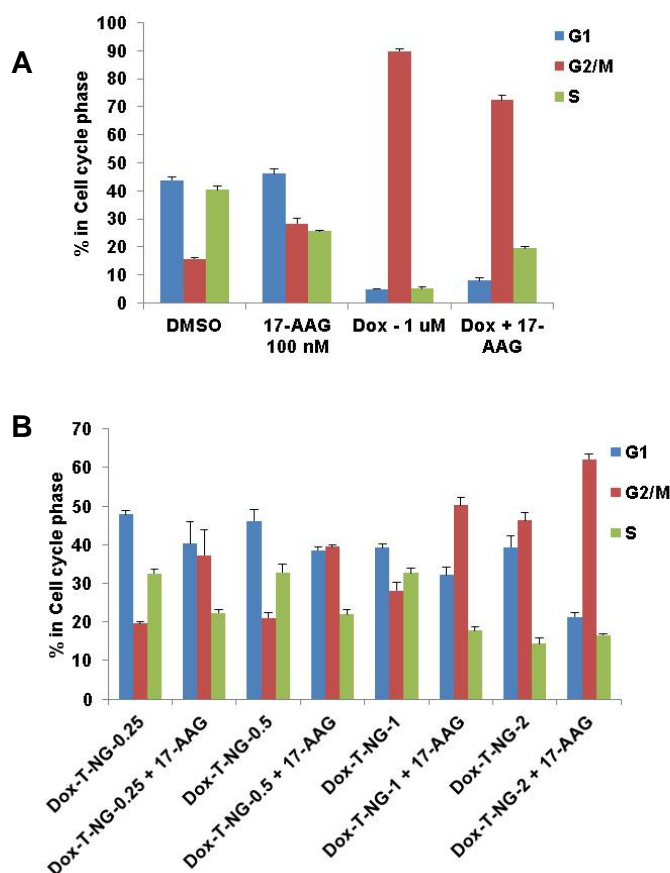 A
% in Cell cycle phase
100
90
80
70
60
50
40
30
20
10
0
DMSO
17-AAG
100 nM
Dox - 1 uM
Dox + 17-
AAG
G1
G2/M
S
B
% in Cell cycle phase
70
60
50
40
30
20
10
0
Dox-T-NG-0.25
Dox-T-NG-0.25 + 17-AAG
Dox-T-NG-0.5
Dox-T-NG-0.5 + 17-AAG
Dox-T-NG-1
Dox-T-NG-1 + 17-AAG
Dox-T-NG-2
Dox-T-NG-2 + 17-AAG
G1
G2/M
S